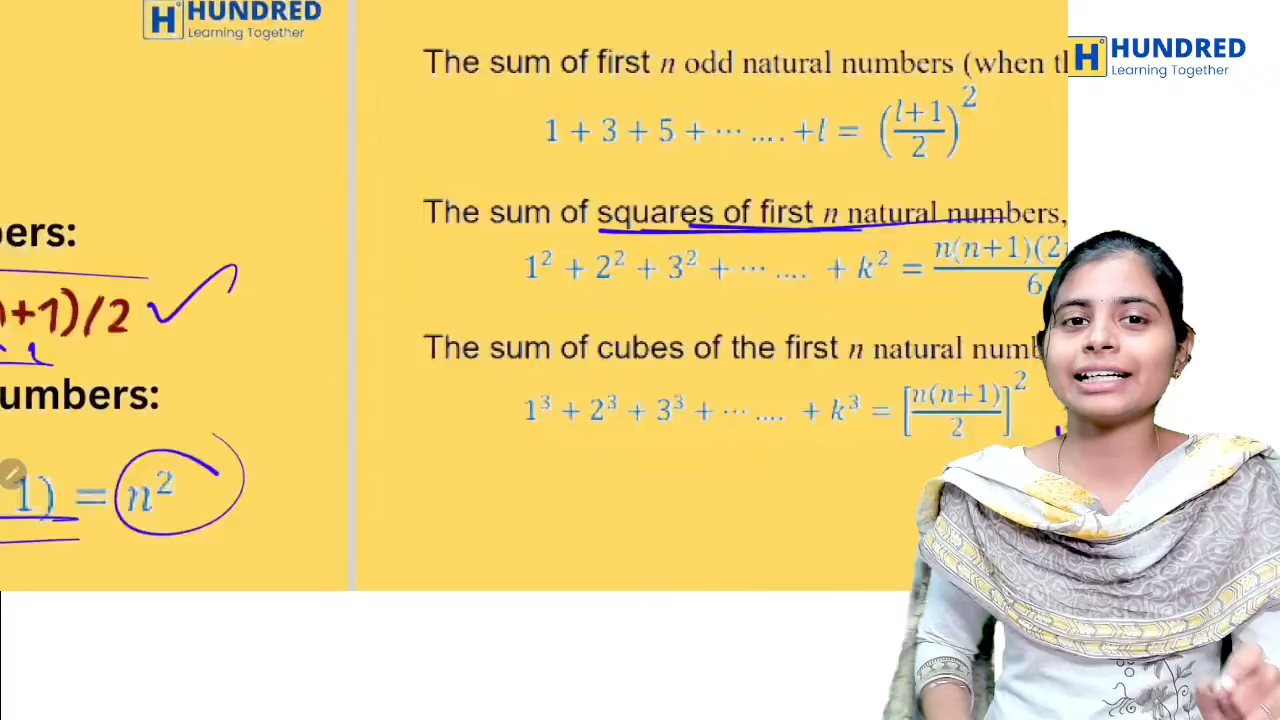 HUNDRED
Learning Together
bers:
+1)/2
umbers:
1) = n²
The sum of first n odd natural numbers (when th
1 + 3 + 5 + ⋯ .... +l = (l+1/2)²
The sum of squares of first n natural numbers,
1² + 2² + 3² + ⋯ .... + k² = n(n+1)(2/6
The sum of cubes of the first n natural numb
1³ + 2³ + 3³ + ⋯ .... + k³ = [n(n+1)/2]²
HUNDRED
Learning Together